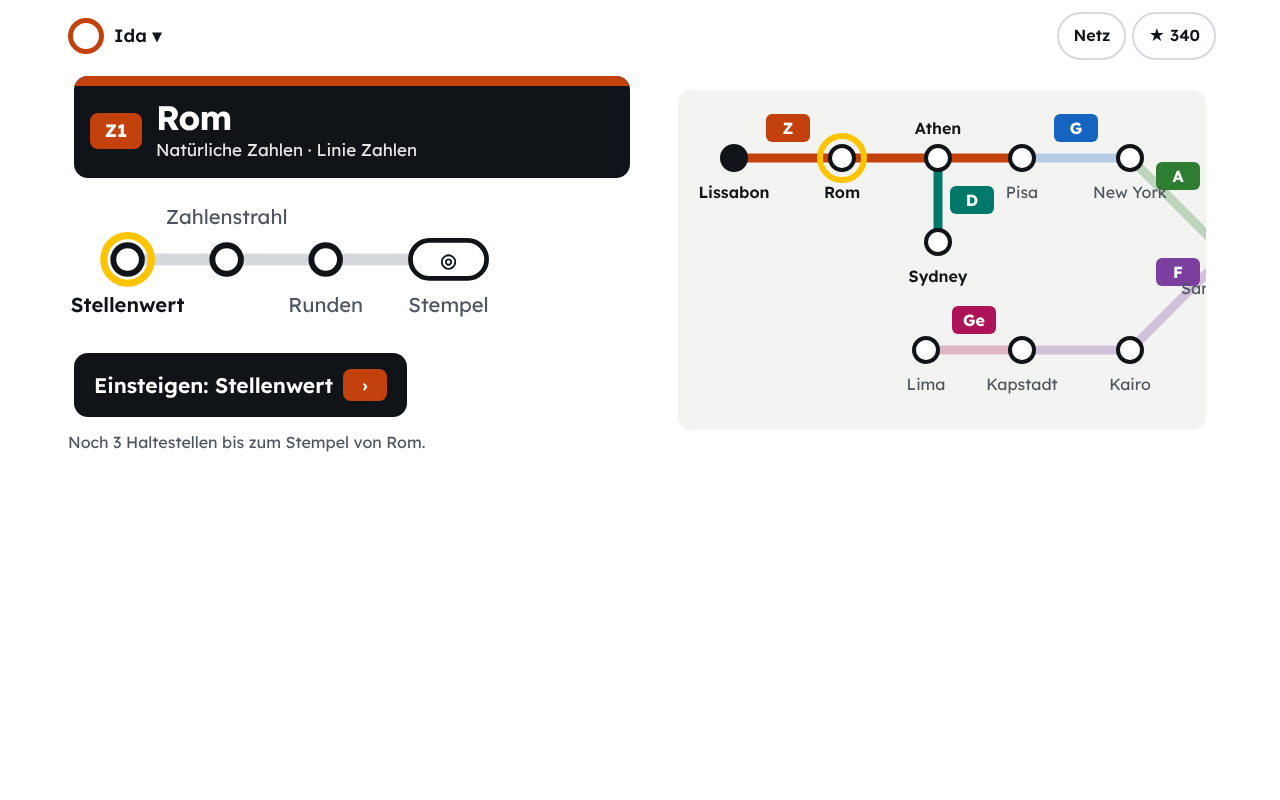 Ida ▾
Netz
★ 340
Z1
Rom
Natürliche Zahlen · Linie Zahlen
Zahlenstrahl
◎
Stellenwert
Runden
Stempel
Einsteigen: Stellenwert ›
Noch 3 Haltestellen bis zum Stempel von Rom.
Z
Athen
G
A
Lissabon
Rom
D
Pisa
New York
Sydney
F
Ge
Lima
Kapstadt
Kairo